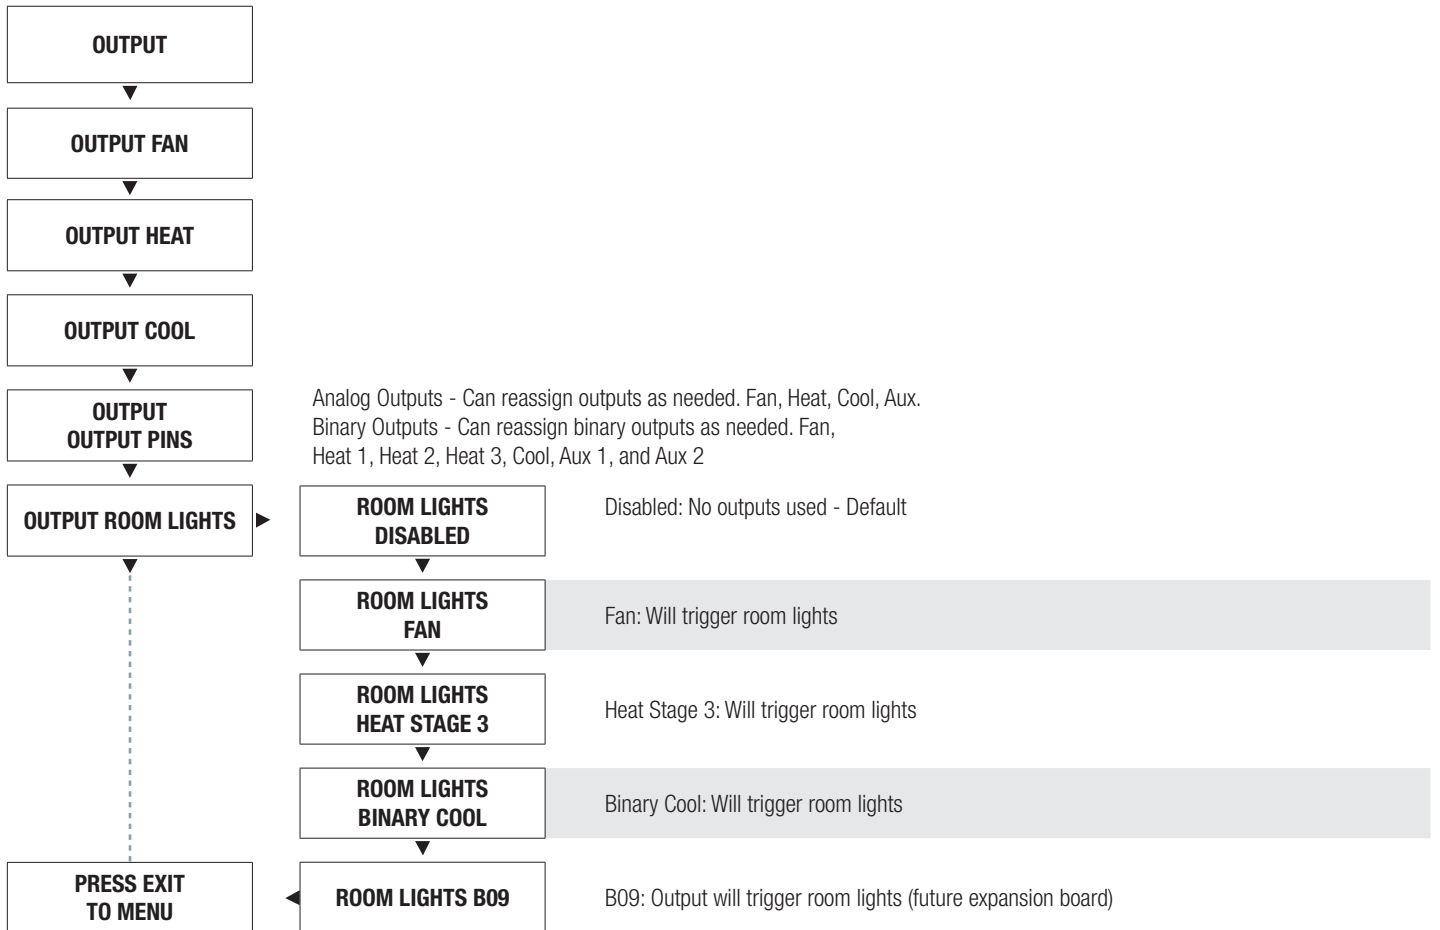 OUTPUT
OUTPUT FAN
OUTPUT HEAT
OUTPUT COOL
OUTPUT
OUTPUT PINS
Analog Outputs - Can reassign outputs as needed. Fan, Heat, Cool, Aux.
Binary Outputs - Can reassign binary outputs as needed. Fan,
Heat 1, Heat 2, Heat 3, Cool, Aux 1, and Aux 2
OUTPUT ROOM LIGHTS
ROOM LIGHTS
DISABLED
Disabled: No outputs used - Default
ROOM LIGHTS
FAN
Fan: Will trigger room lights
ROOM LIGHTS
HEAT STAGE 3
Heat Stage 3: Will trigger room lights
ROOM LIGHTS
BINARY COOL
Binary Cool: Will trigger room lights
PRESS EXIT
TO MENU
ROOM LIGHTS B09
B09: Output will trigger room lights (future expansion board)